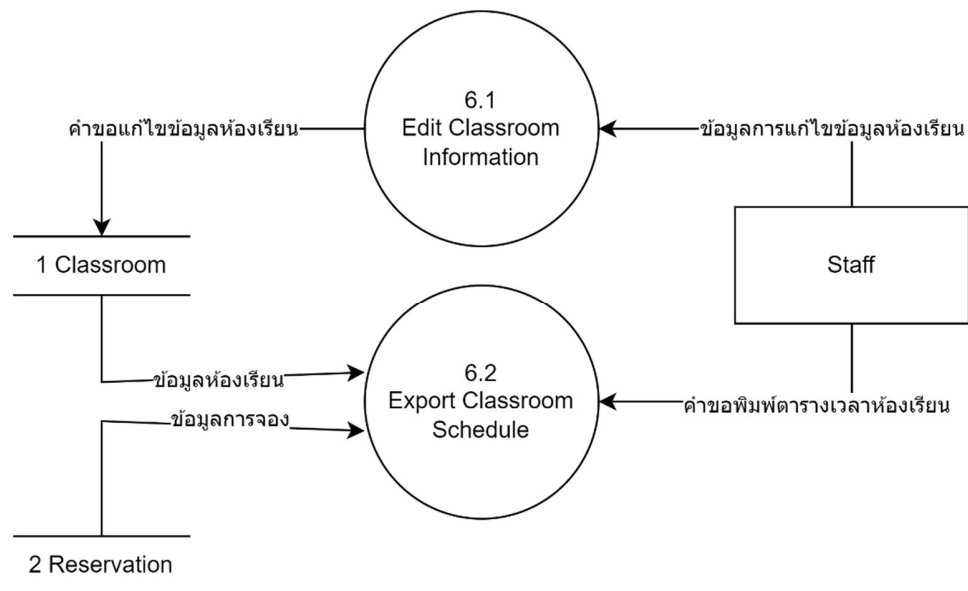 6.1
Edit Classroom
Information
คำขอแก้ไขข้อมูลห้องเรียน
ข้อมูลการแก้ไขข้อมูลห้องเรียน
1 Classroom
Staff
ข้อมูลห้องเรียน
6.2
Export Classroom
Schedule
ข้อมูลการจอง
คำขอพิมพ์ตารางเวลาห้องเรียน
2 Reservation